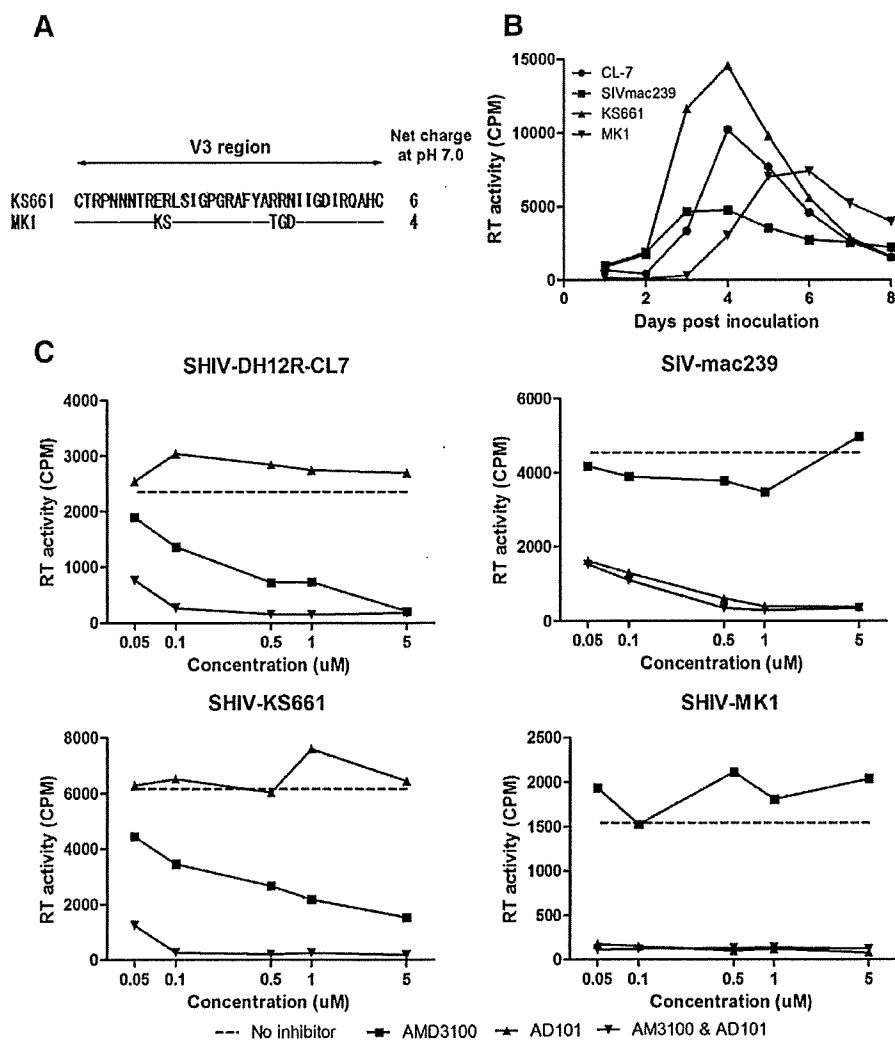 A
V3 region
Net charge
at pH 7.0
KS661 CTRPNNNTRERLSIGPGRAFYARRNIIGDIRQAHC 6
MK1 KS TGD 4
B
CL-7
SIVmac239
KS661
MK1
RT activity (CPM)
15000
10000
5000
0
0 2 4 6 8
Days post inoculation
C
SHIV-DH12R-CL7
RT activity (CPM)
4000
3000
2000
1000
0
0.05 0.1 0.5 1 5
Concentration (uM)
SIV-mac239
RT activity (CPM)
6000
4000
2000
0
0.05 0.1 0.5 1 5
Concentration (uM)
SHIV-KS661
RT activity (CPM)
8000
6000
4000
2000
0
0.05 0.1 0.5 1 5
Concentration (uM)
SHIV-MK1
RT activity (CPM)
2500
2000
1500
1000
500
0
0.05 0.1 0.5 1 5
Concentration (uM)
No inhibitor AMD3100 AD101 AM3100 & AD101